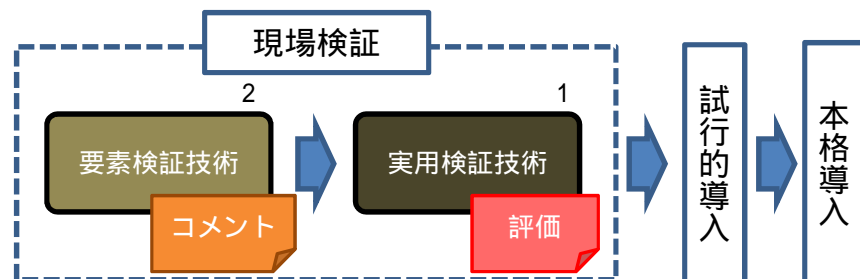 現場検証
2
要素検証技術
コメント
1
実用検証技術
評価
試行的導入
本格導入